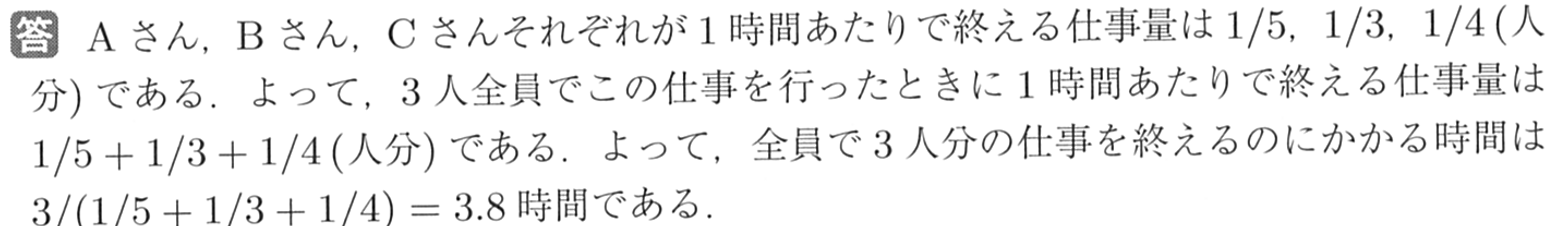 答 A さん，B さん，C さんそれぞれが 1 時間あたりで終える仕事量は 1/5，1/3，1/4 (人
分) である．よって，3 人全員でこの仕事を行ったときに 1 時間あたりで終える仕事量は
1/5 + 1/3 + 1/4 (人分) である．よって，全員で 3 人分の仕事を終えるのにかかる時間は
3/(1/5 + 1/3 + 1/4) = 3.8 時間である．